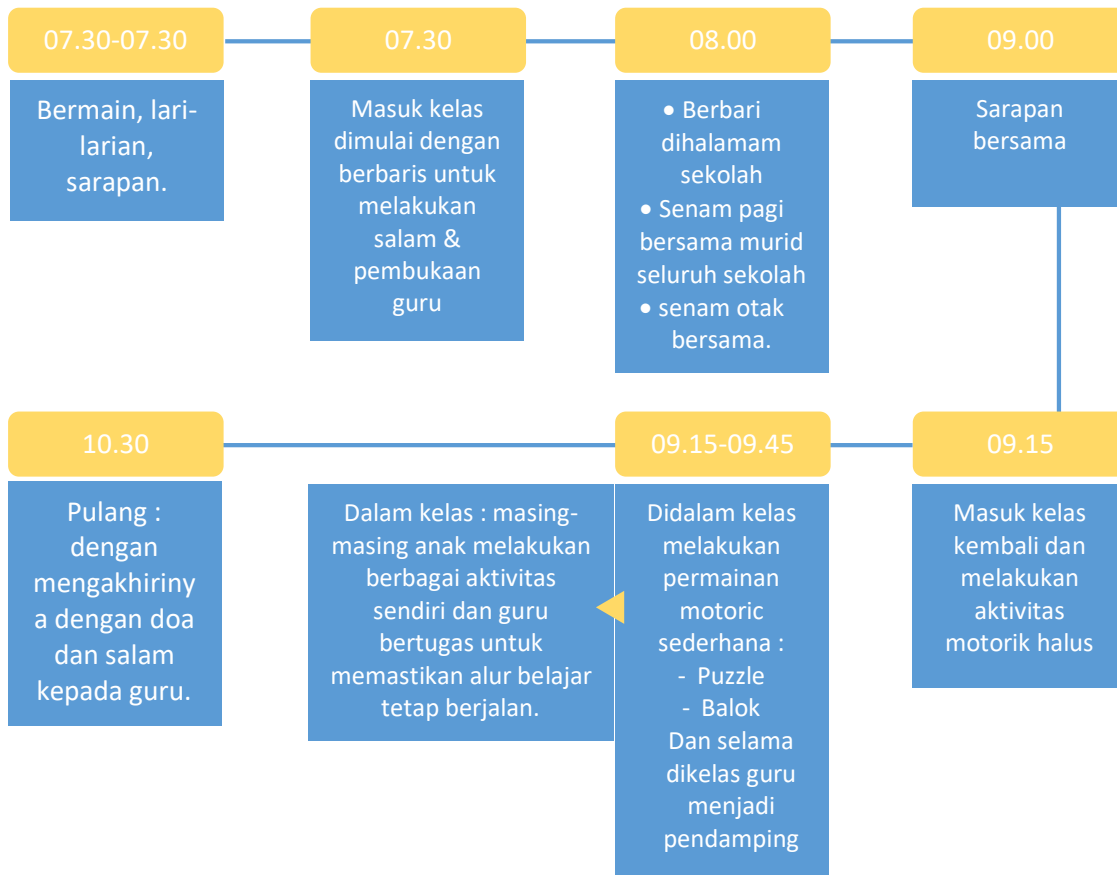 07.30-07.30
Bermain, lari-
larian,
sarapan.
07.30
Masuk kelas
dimulai dengan
berbaris untuk
melakukan
salam &
pembukaan
guru
08.00
• Berbari
dihalamam
sekolah
• Senam pagi
bersama murid
seluruh sekolah
• senam otak
bersama.
09.00
Sarapan
bersama
09.15
Masuk kelas
kembali dan
melakukan
aktivitas
motorik halus
09.15-09.45
Didalam kelas
melakukan
permainan
motoric
sederhana :
- Puzzle
- Balok
Dan selama
dikelas guru
menjadi
pendamping
Dalam kelas : masing-
masing anak melakukan
berbagai aktivitas
sendiri dan guru
bertugas untuk
memastikan alur belajar
tetap berjalan.
10.30
Pulang :
dengan
mengakhiriny
a dengan doa
dan salam
kepada guru.